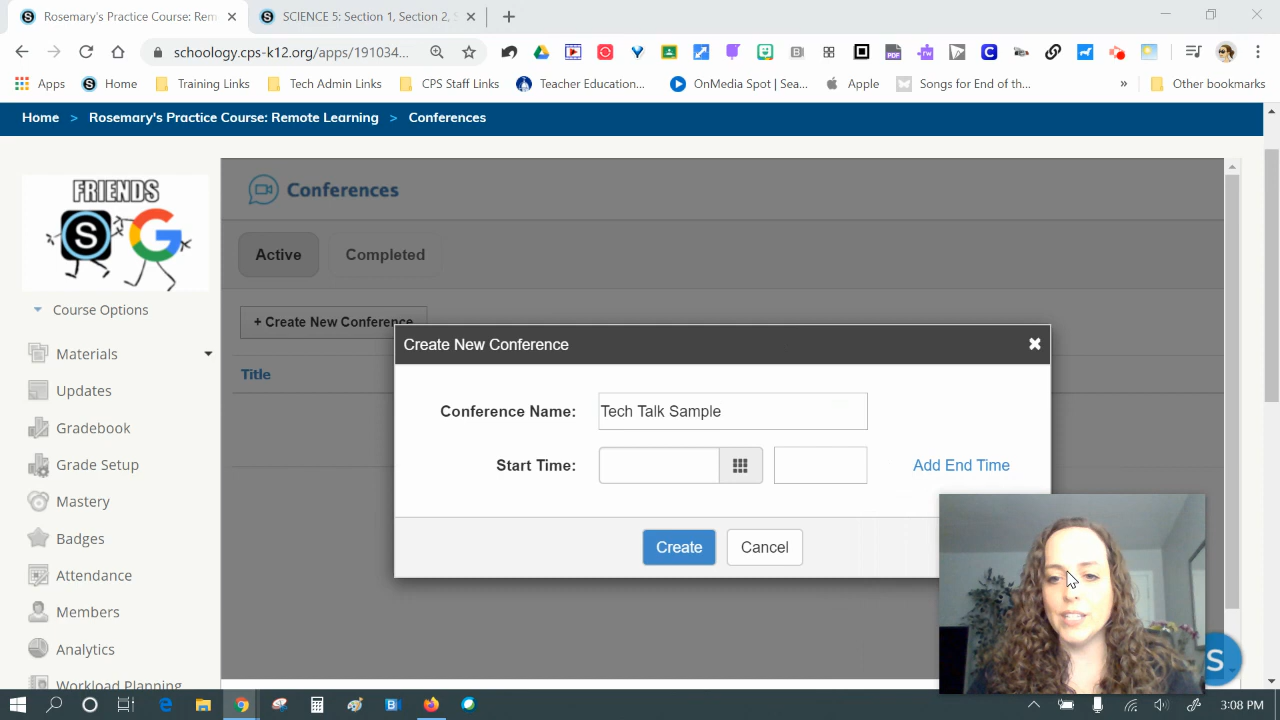 Rosemary's Practice Course: Rem
SCIENCE 5: Section 1, Section 2, S
schoology.cps-k12.org/apps/191034...
Apps
Home
Training Links
Tech Admin Links
CPS Staff Links
Teacher Education...
OnMedia Spot | Sea...
Apple
Songs for End of th...
»
Other bookmarks
Home > Rosemary's Practice Course: Remote Learning > Conferences
FRIENDS
S G
Conferences
Active
Completed
+ Create New Conference
Title
Course Options
Materials
Updates
Gradebook
Grade Setup
Mastery
Badges
Attendance
Members
Analytics
Workload Planning
Create New Conference
Conference Name: Tech Talk Sample
Start Time:
Add End Time
Create
Cancel
S
3:08 PM